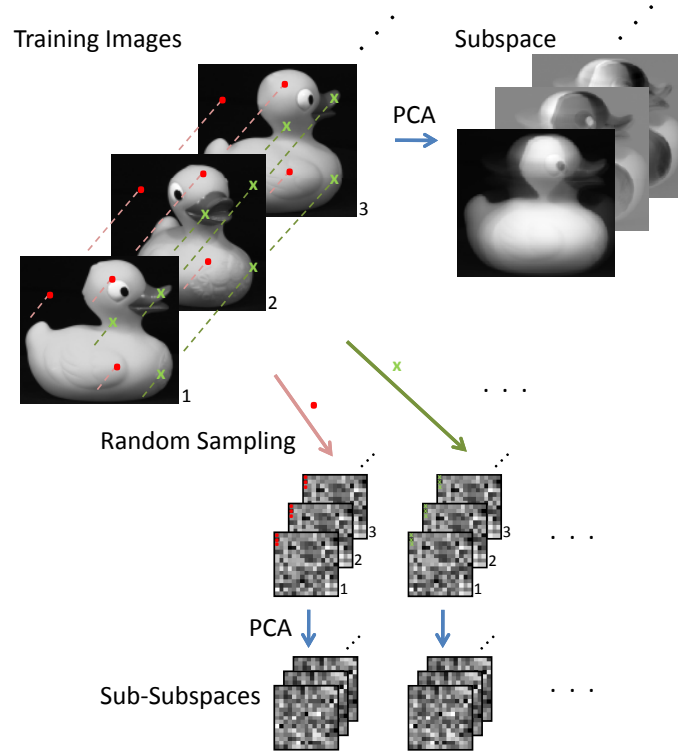 Training Images
Subspace
PCA
3
2
1
x
Random Sampling
3
3
2
2
1
1
PCA
Sub-Subspaces